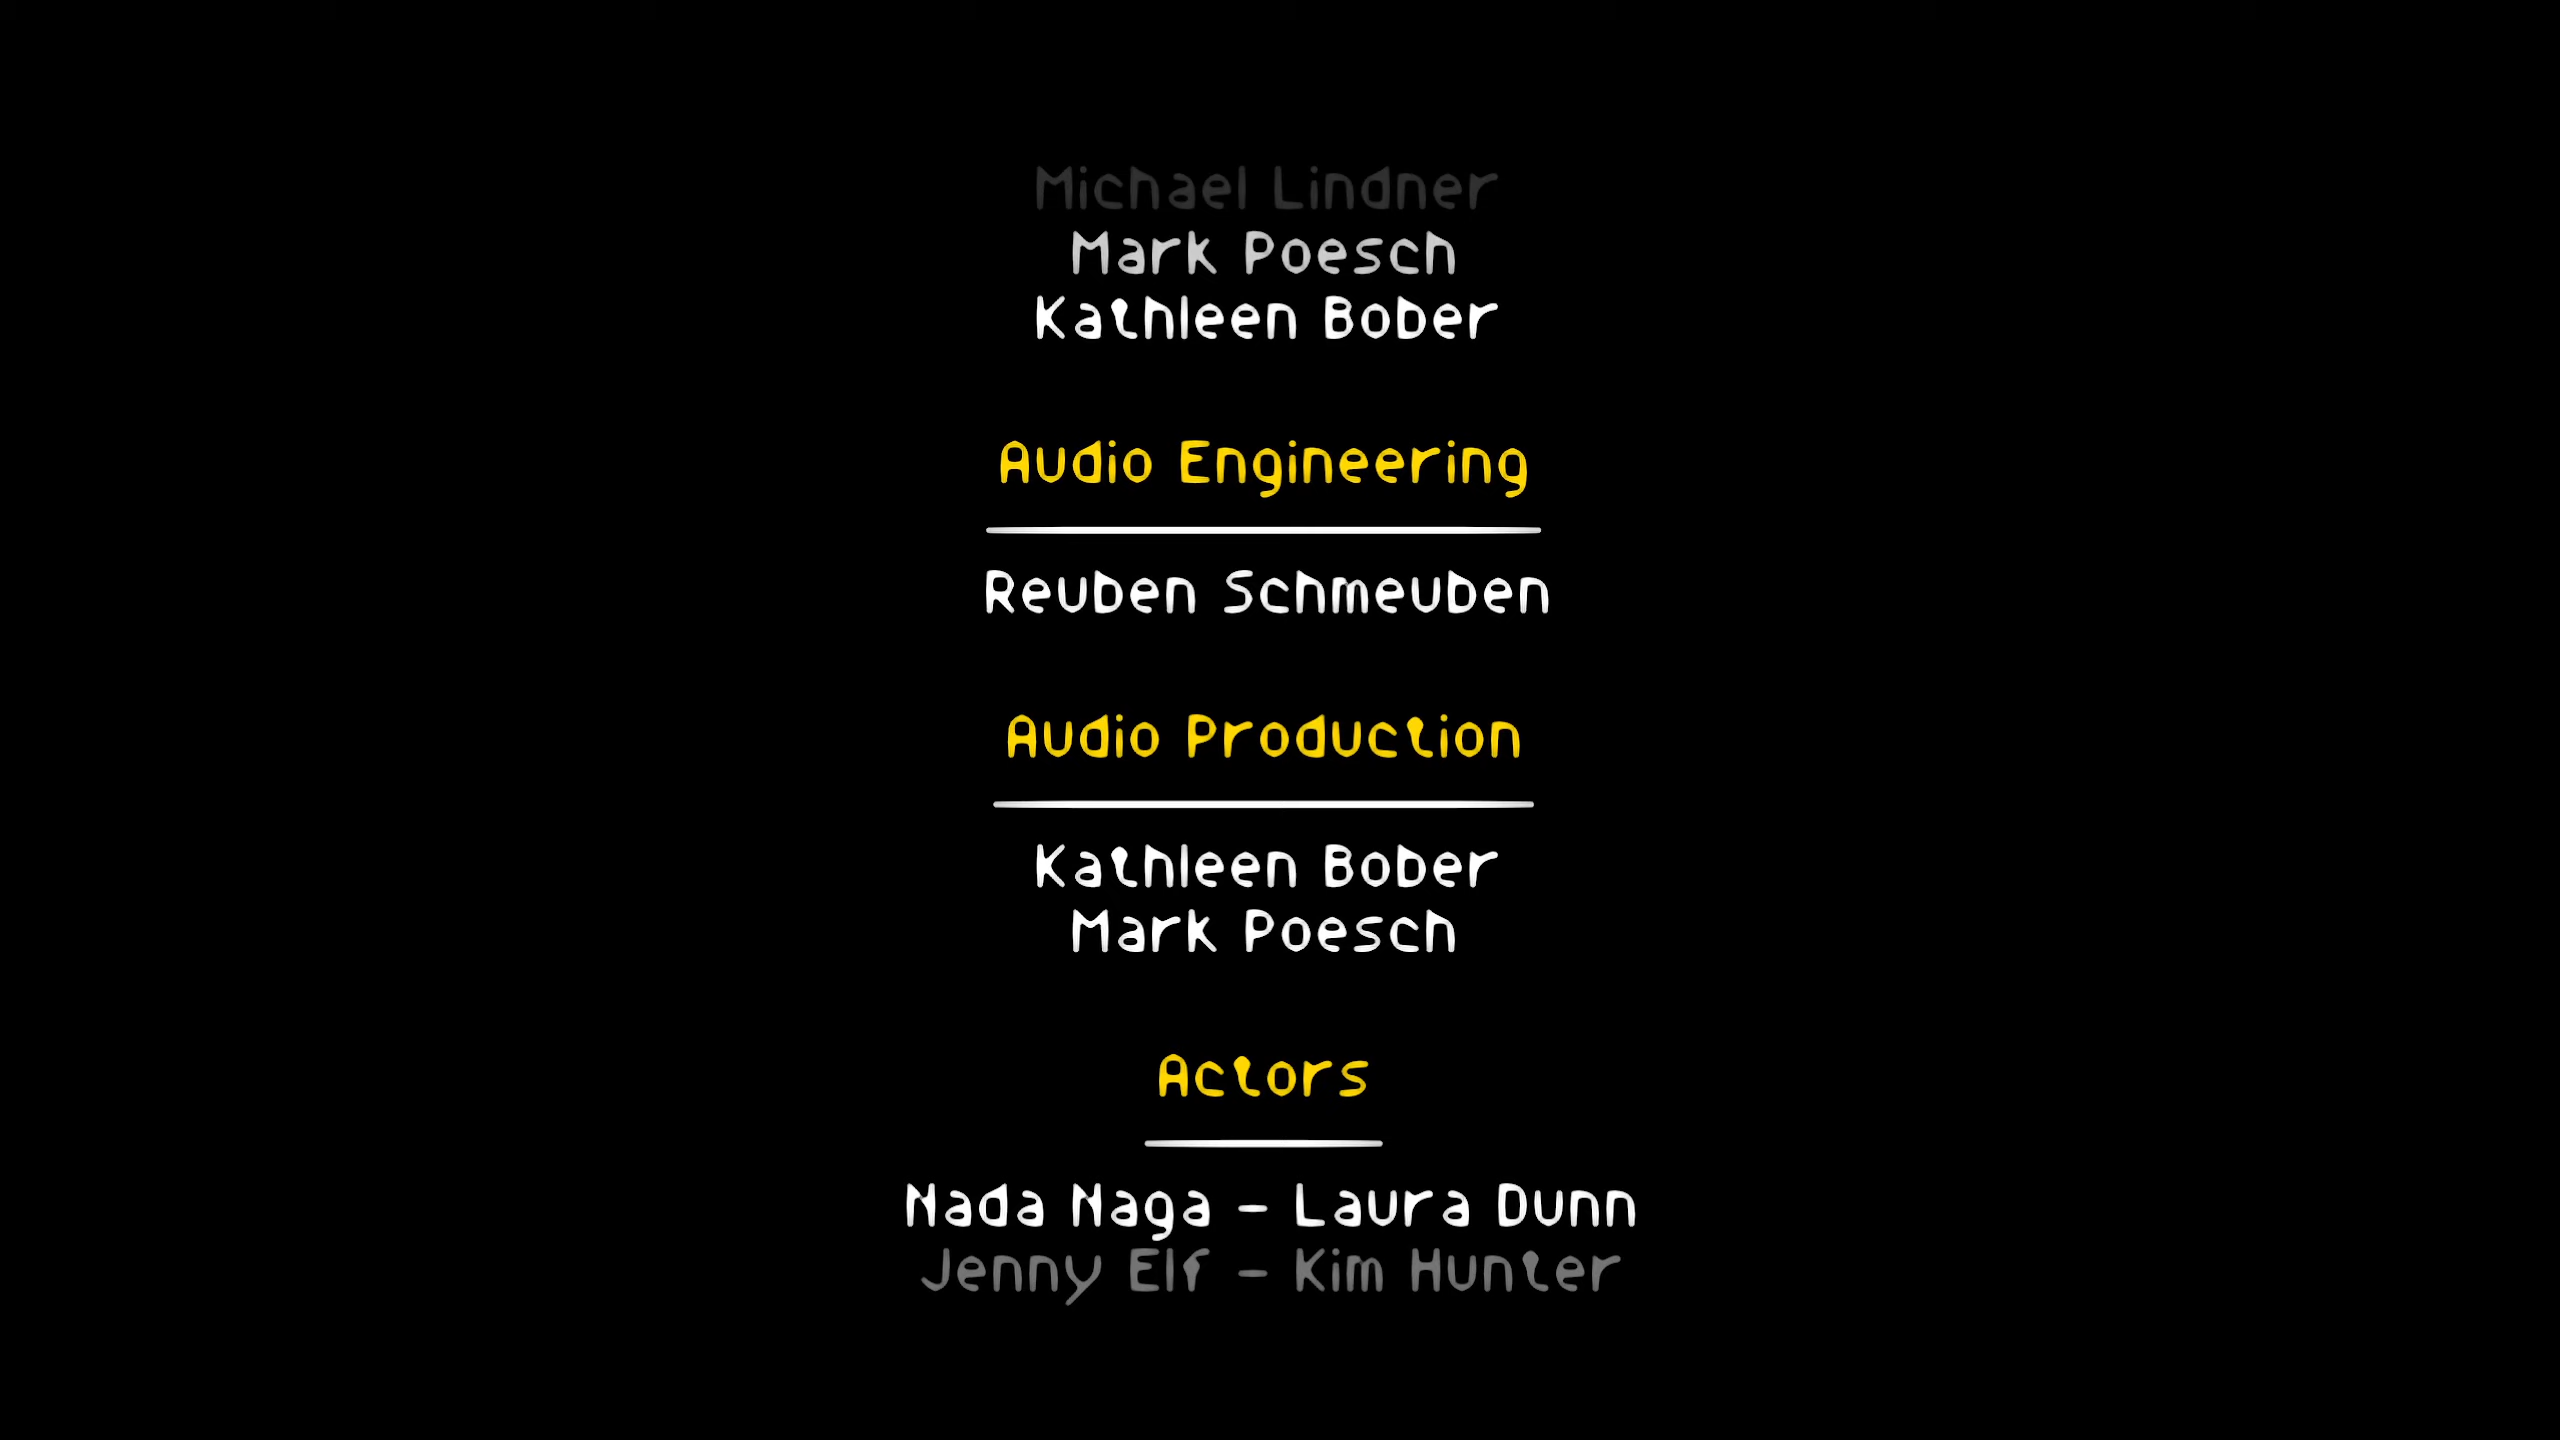 Michael Lindner
Mark Poesch
Kathleen Bober
Audio Engineering
Reuben Schmeuben
Audio Production
Kathleen Bober
Mark Poesch
Actors
Nada Naga - Laura Dunn
Jenny Elf - Kim Hunter